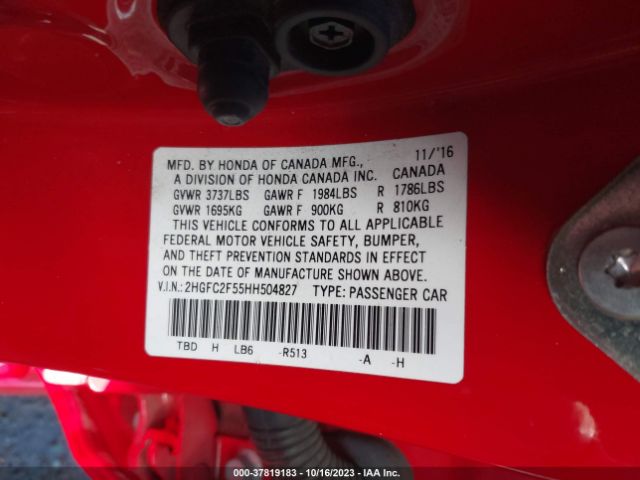 MFD. BY HONDA OF CANADA MFG., 11/'16
A DIVISION OF HONDA CANADA INC. CANADA
GVWR 3737LBS GAWR F 1984LBS R 1786LBS
GVWR 1695KG GAWR F 900KG R 810KG
THIS VEHICLE CONFORMS TO ALL APPLICABLE
FEDERAL MOTOR VEHICLE SAFETY, BUMPER,
AND THEFT PREVENTION STANDARDS IN EFFECT
ON THE DATE OF MANUFACTURE SHOWN ABOVE.
V.I.N.: 2HGFC2F55HH504827 TYPE: PASSENGER CAR
TBD H LB6 -R513 -A -H
000-37819183 - 10/16/2023 - IAA Inc.